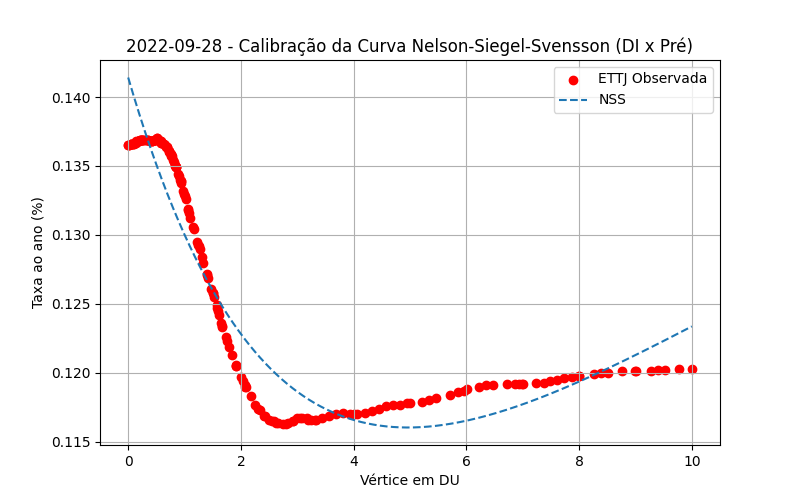 2022-09-28 - Calibração da Curva Nelson-Siegel-Svensson (DI x Pré)
ETTJ Observada
NSS
Taxa ao ano (%)
0.140
0.135
0.130
0.125
0.120
0.115
0 2 4 6 8 10
Vértice em DU